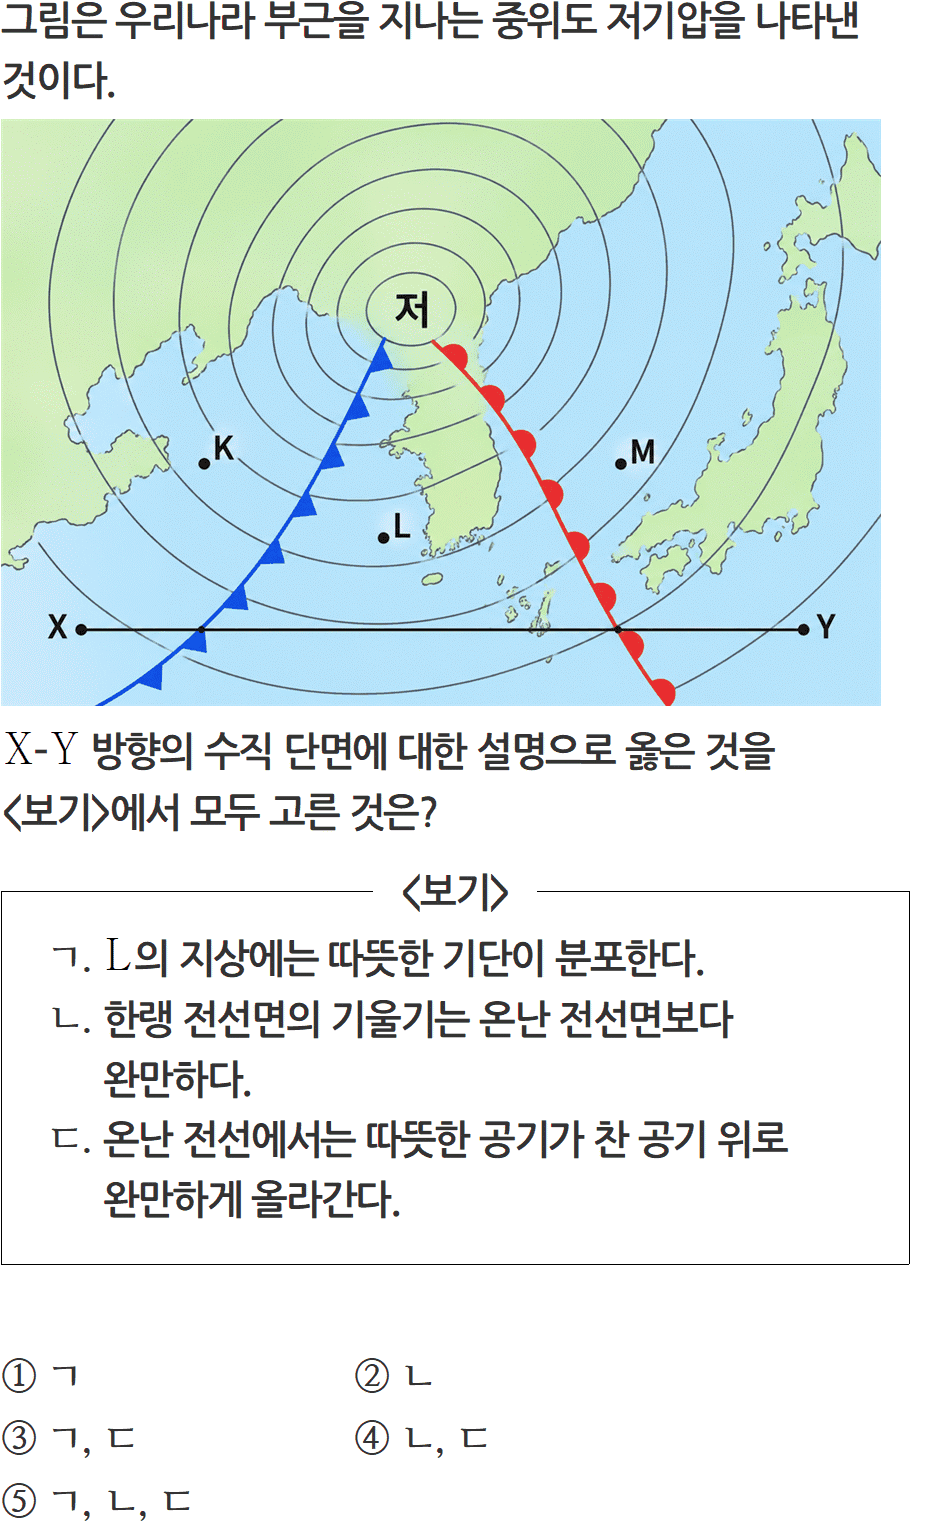 그림은 우리나라 부근을 지나는 중위도 저기압을 나타낸
것이다.
저
K
M
L
X
Y
X-Y 방향의 수직 단면에 대한 설명으로 옳은 것을
<보기>에서 모두 고른 것은?
<보기>
ㄱ. L의 지상에는 따뜻한 기단이 분포한다.
ㄴ. 한랭 전선면의 기울기는 온난 전선면보다
완만하다.
ㄷ. 온난 전선에서는 따뜻한 공기가 찬 공기 위로
완만하게 올라간다.
① ㄱ ② ㄴ
③ ㄱ, ㄷ ④ ㄴ, ㄷ
⑤ ㄱ, ㄴ, ㄷ